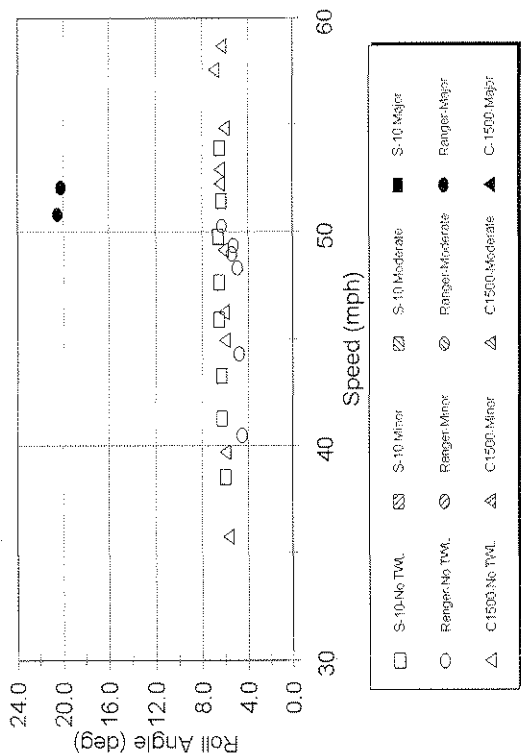 Roll Angle (deg)
24.0
20.0
16.0
12.0
8.0
4.0
0.0
30
40
50
60
Speed (mph)
S-10-No TWL
S-10 Minor
S-10 Moderate
S-10 Major
Ranger-No TWL
Ranger-Minor
Ranger-Moderate
Ranger-Major
C1500-No TWL
C1500-Minor
C1500-Moderate
C-1500-Major